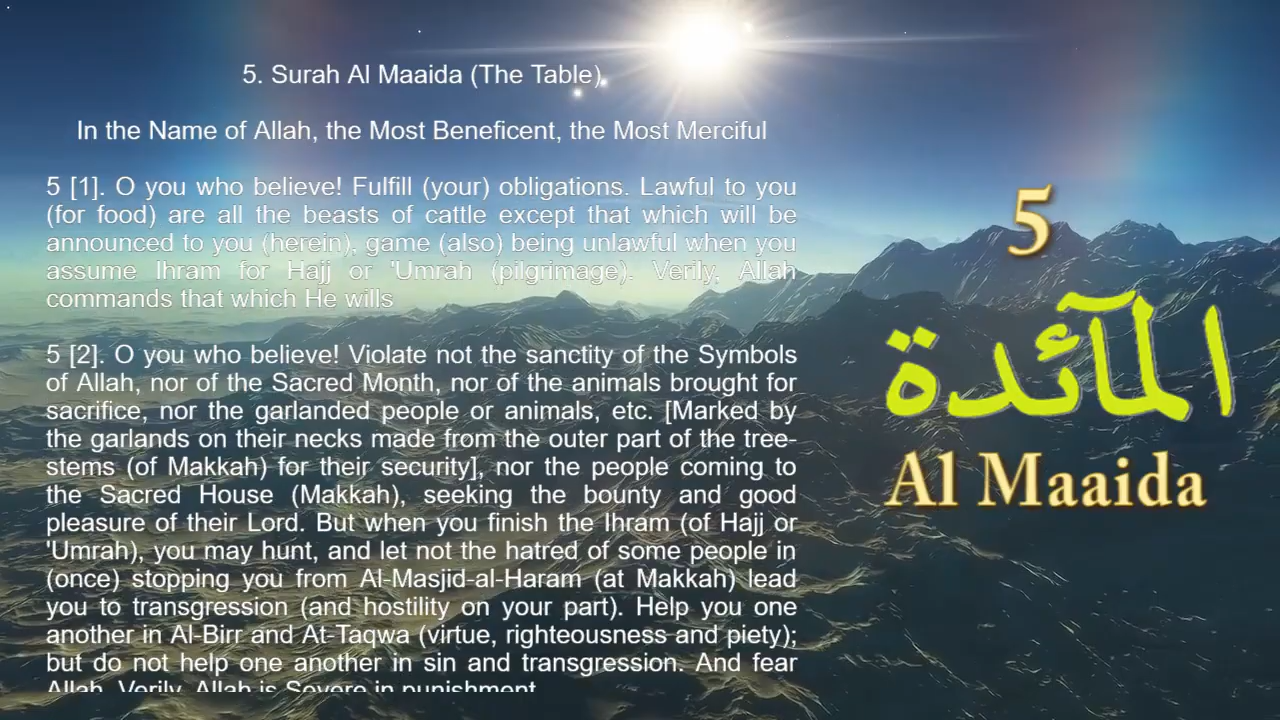 5. Surah Al Maaida (The Table)
In the Name of Allah, the Most Beneficent, the Most Merciful
5 [1]. O you who believe! Fulfill (your) obligations. Lawful to you
(for food) are all the beasts of cattle except that which will be
announced to you (herein), game (also) being unlawful when you
assume Ihram for Hajj or 'Umrah (pilgrimage). Verily, Allah
commands that which He wills
5 [2]. O you who believe! Violate not the sanctity of the Symbols
of Allah, nor of the Sacred Month, nor of the animals brought for
sacrifice, nor the garlanded people or animals, etc. [Marked by
the garlands on their necks made from the outer part of the tree-
stems (of Makkah) for their security], nor the people coming to
the Sacred House (Makkah), seeking the bounty and good
pleasure of their Lord. But when you finish the Ihram (of Hajj or
'Umrah), you may hunt, and let not the hatred of some people in
(once) stopping you from Al-Masjid-al-Haram (at Makkah) lead
you to transgression (and hostility on your part). Help you one
another in Al-Birr and At-Taqwa (virtue, righteousness and piety);
but do not help one another in sin and transgression. And fear
Allah. Verily, Allah is Severe in punishment
5
المآئدة
Al Maaida